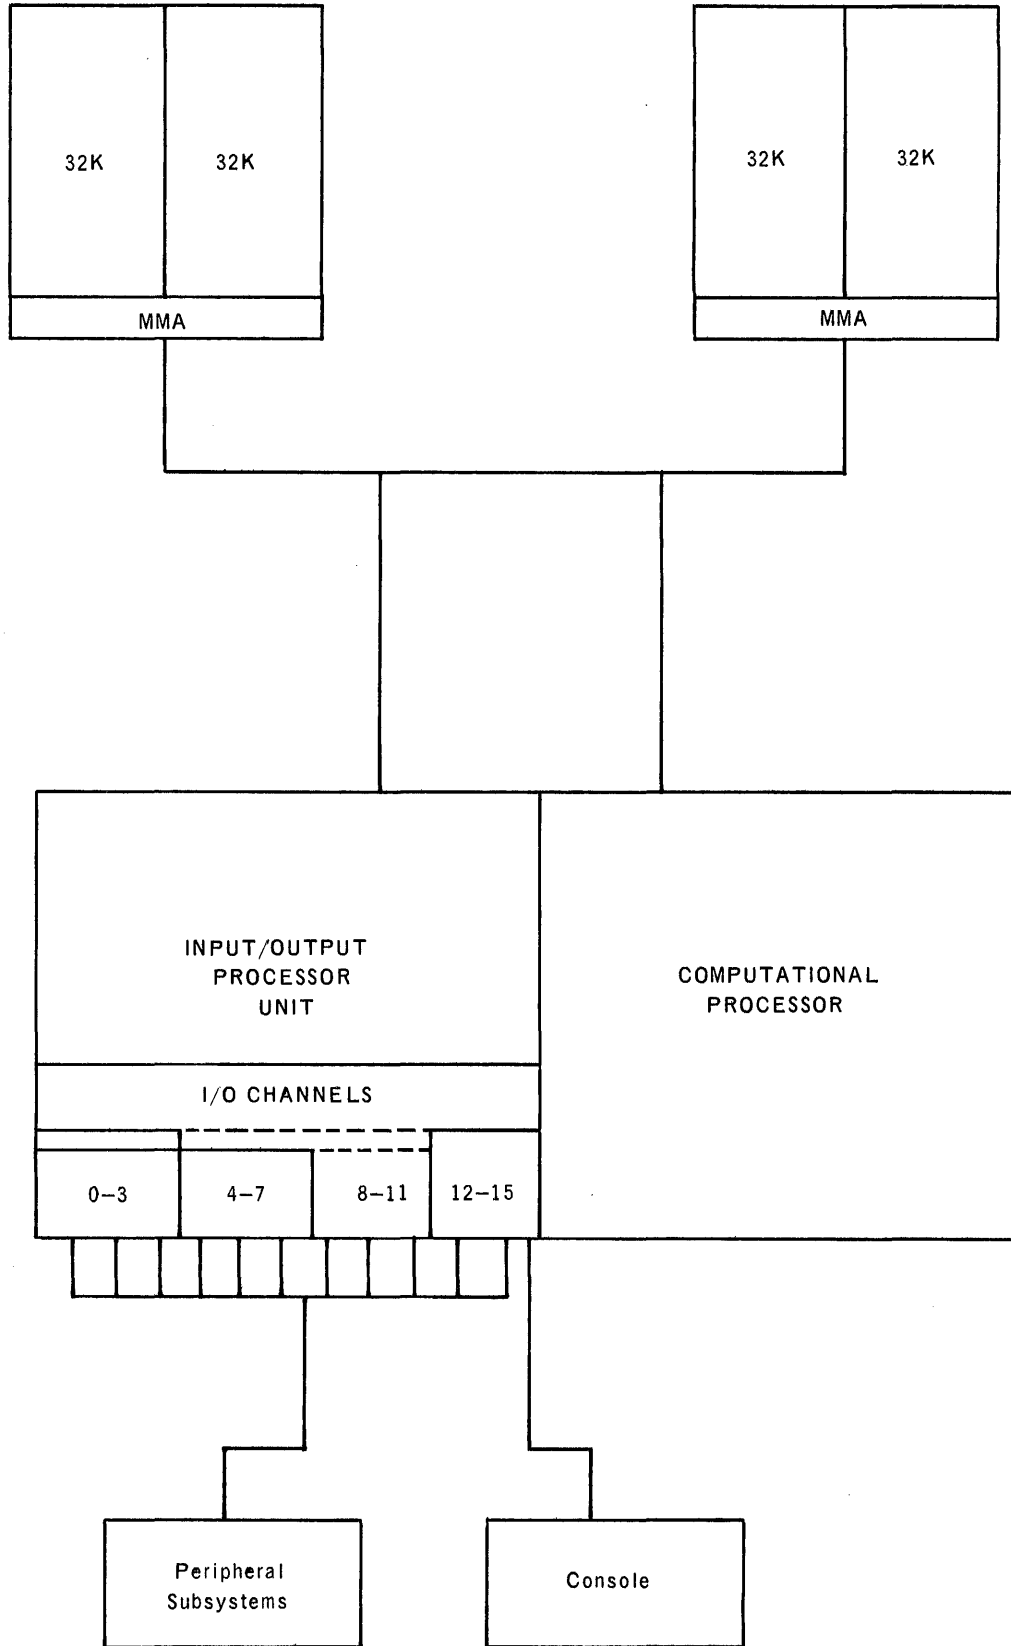 32K
32K
32K
32K
MMA
MMA
INPUT/OUTPUT
PROCESSOR
UNIT
COMPUTATIONAL
PROCESSOR
I/O CHANNELS
0-3
4-7
8-11
12-15
Peripheral
Subsystems
Console